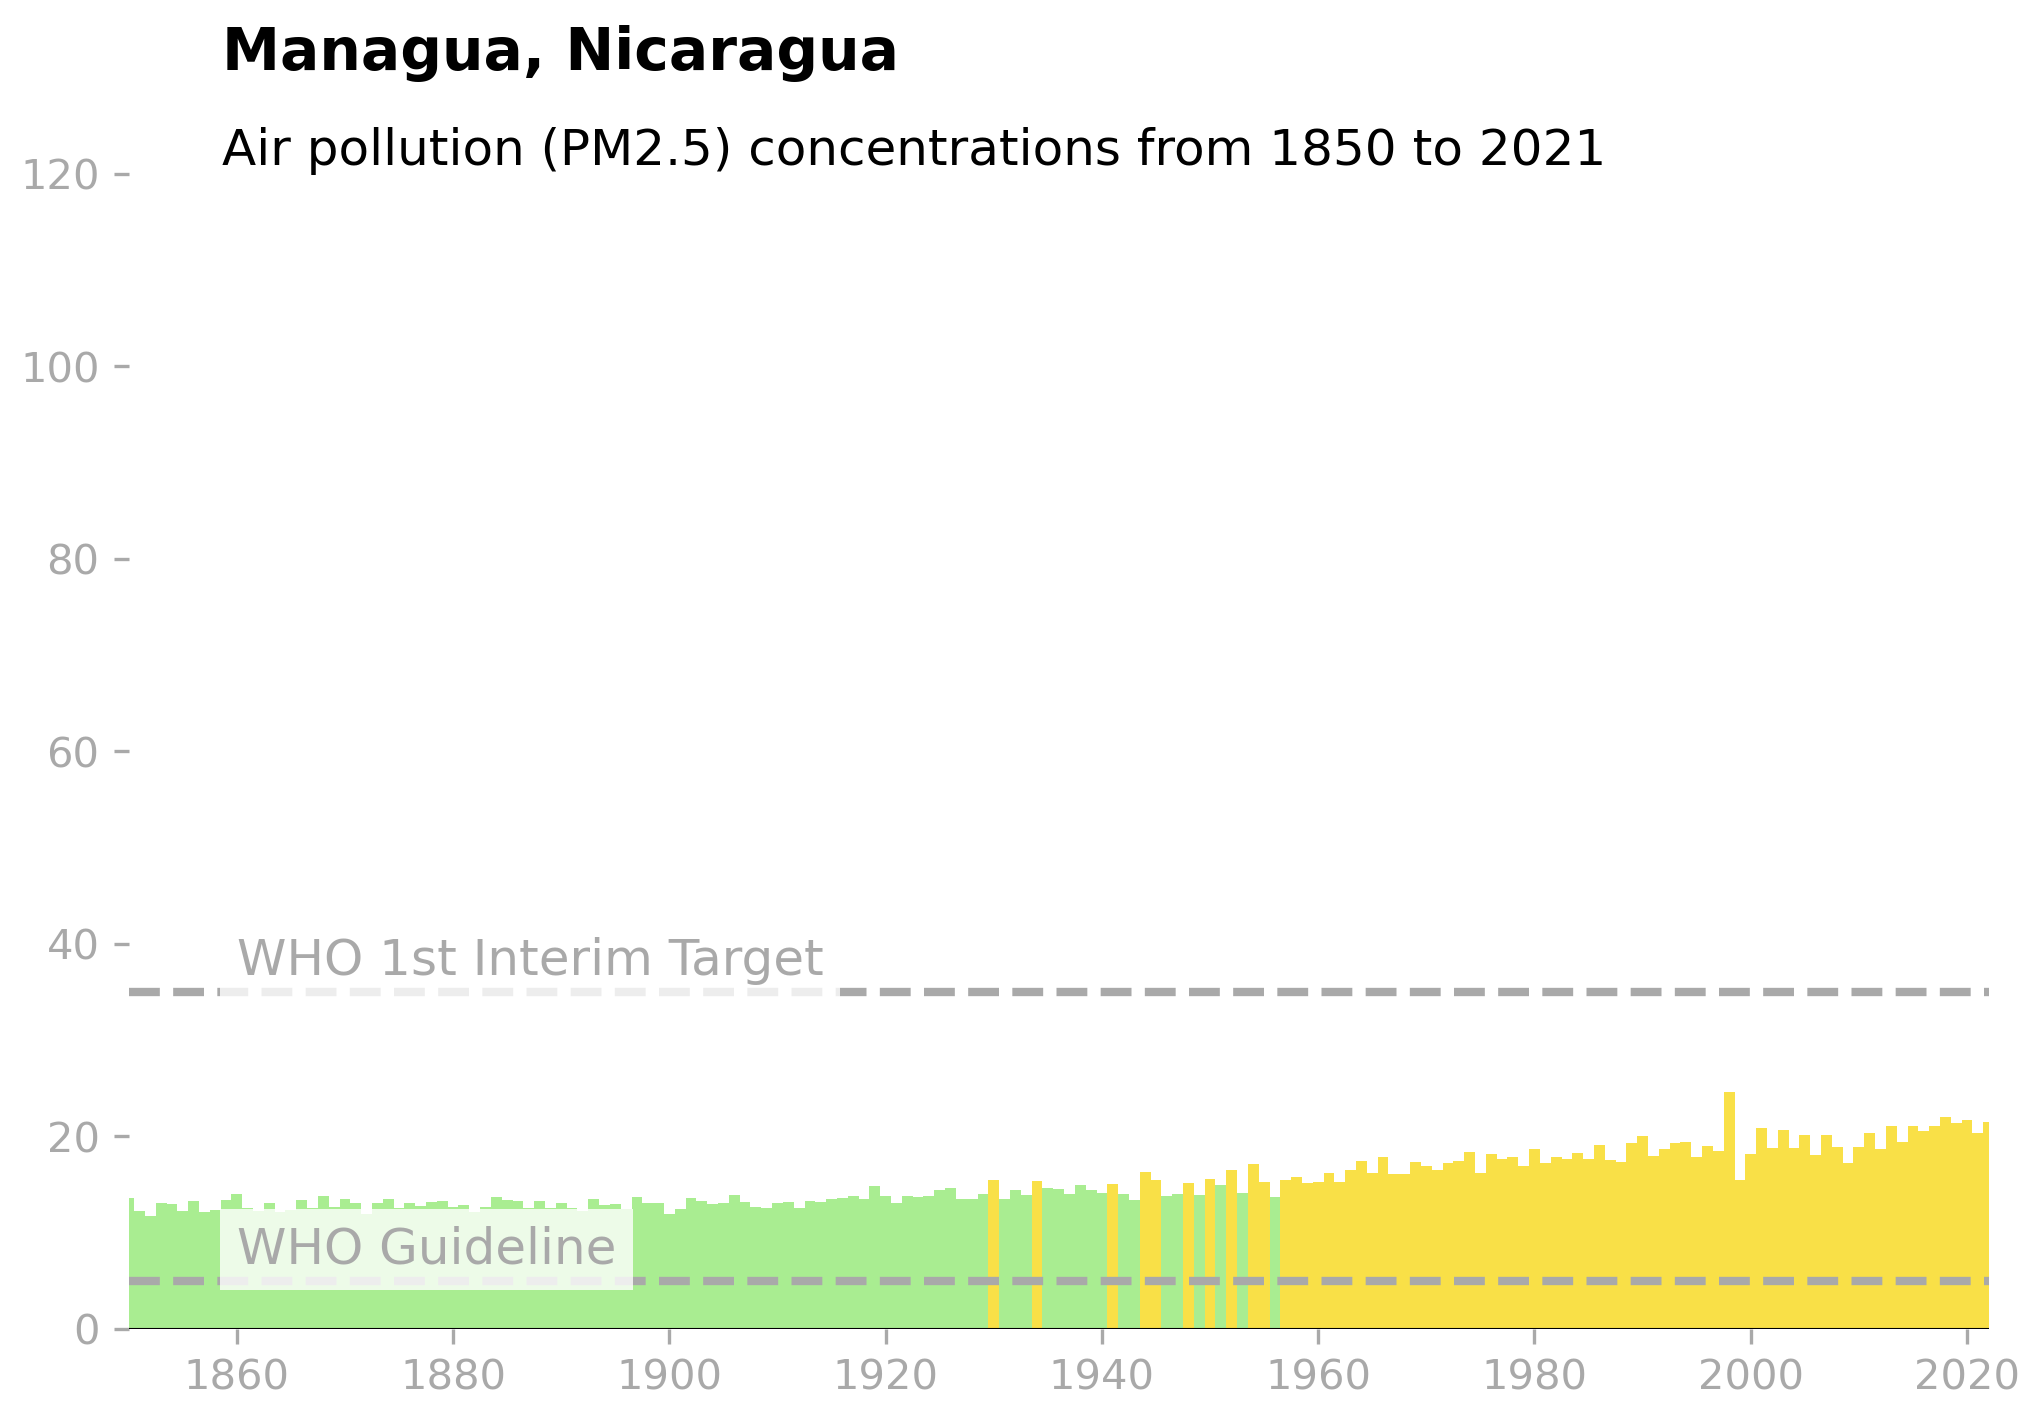 Managua, Nicaragua
Air pollution (PM2.5) concentrations from 1850 to 2021
120
100
80
60
40
WHO 1st Interim Target
20
WHO Guideline
0
1860 1880 1900 1920 1940 1960 1980 2000 2020